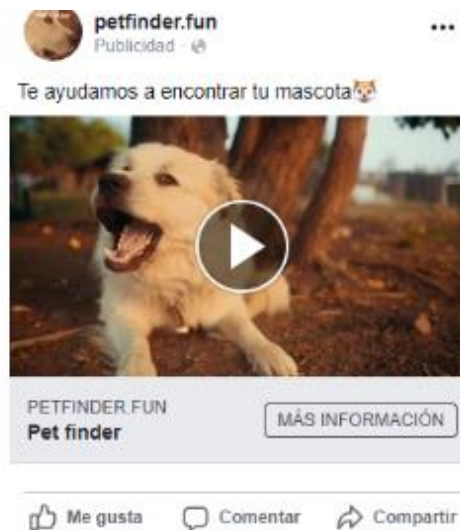 petfinder.fun
Publicidad ·
Te ayudamos a encontrar tu mascota🐹
PETFINDER.FUN
Pet finder
MÁS INFORMACIÓN
Me gusta
Comentar
Compartir